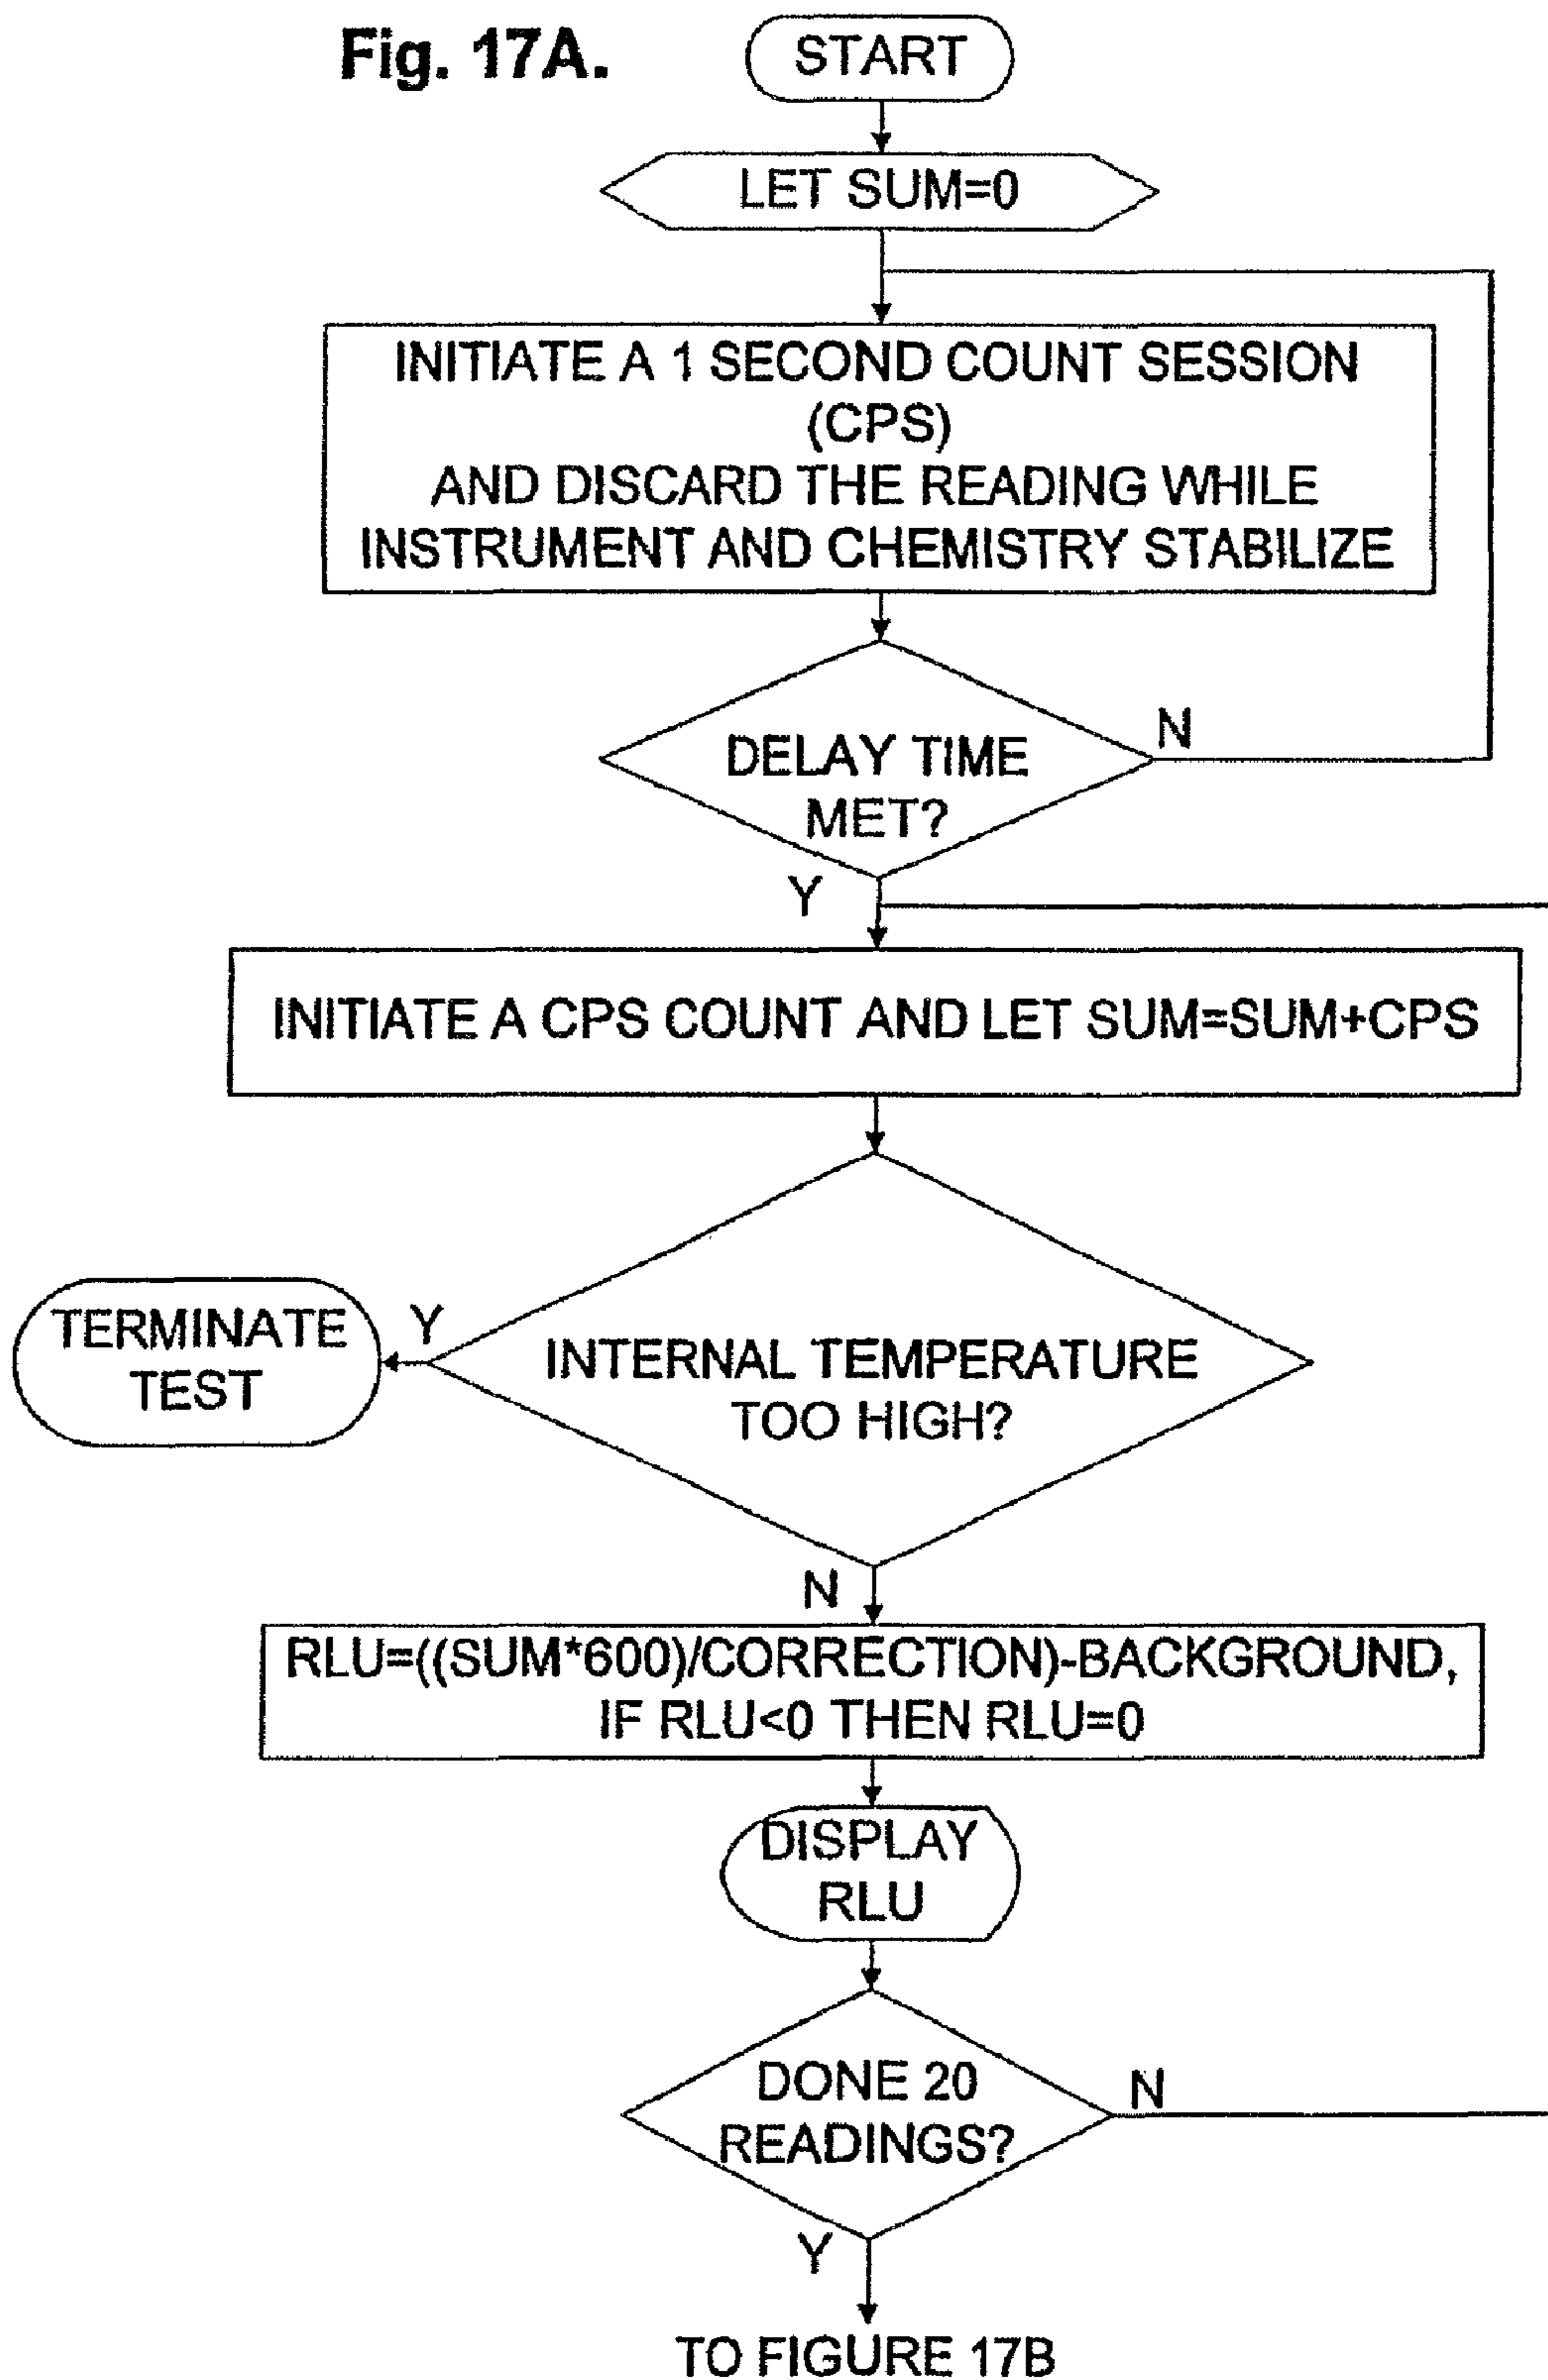 Fig. 17A.
START
LET SUM=0
INITIATE A 1 SECOND COUNT SESSION
(CPS)
AND DISCARD THE READING WHILE
INSTRUMENT AND CHEMISTRY STABILIZE
DELAY TIME
MET?
N
Y
INITIATE A CPS COUNT AND LET SUM=SUM+CPS
TERMINATE
TEST
Y
INTERNAL TEMPERATURE
TOO HIGH?
N
RLU=((SUM*600)/CORRECTION)-BACKGROUND,
IF RLU<0 THEN RLU=0
DISPLAY
RLU
DONE 20
READINGS?
N
Y
TO FIGURE 17B